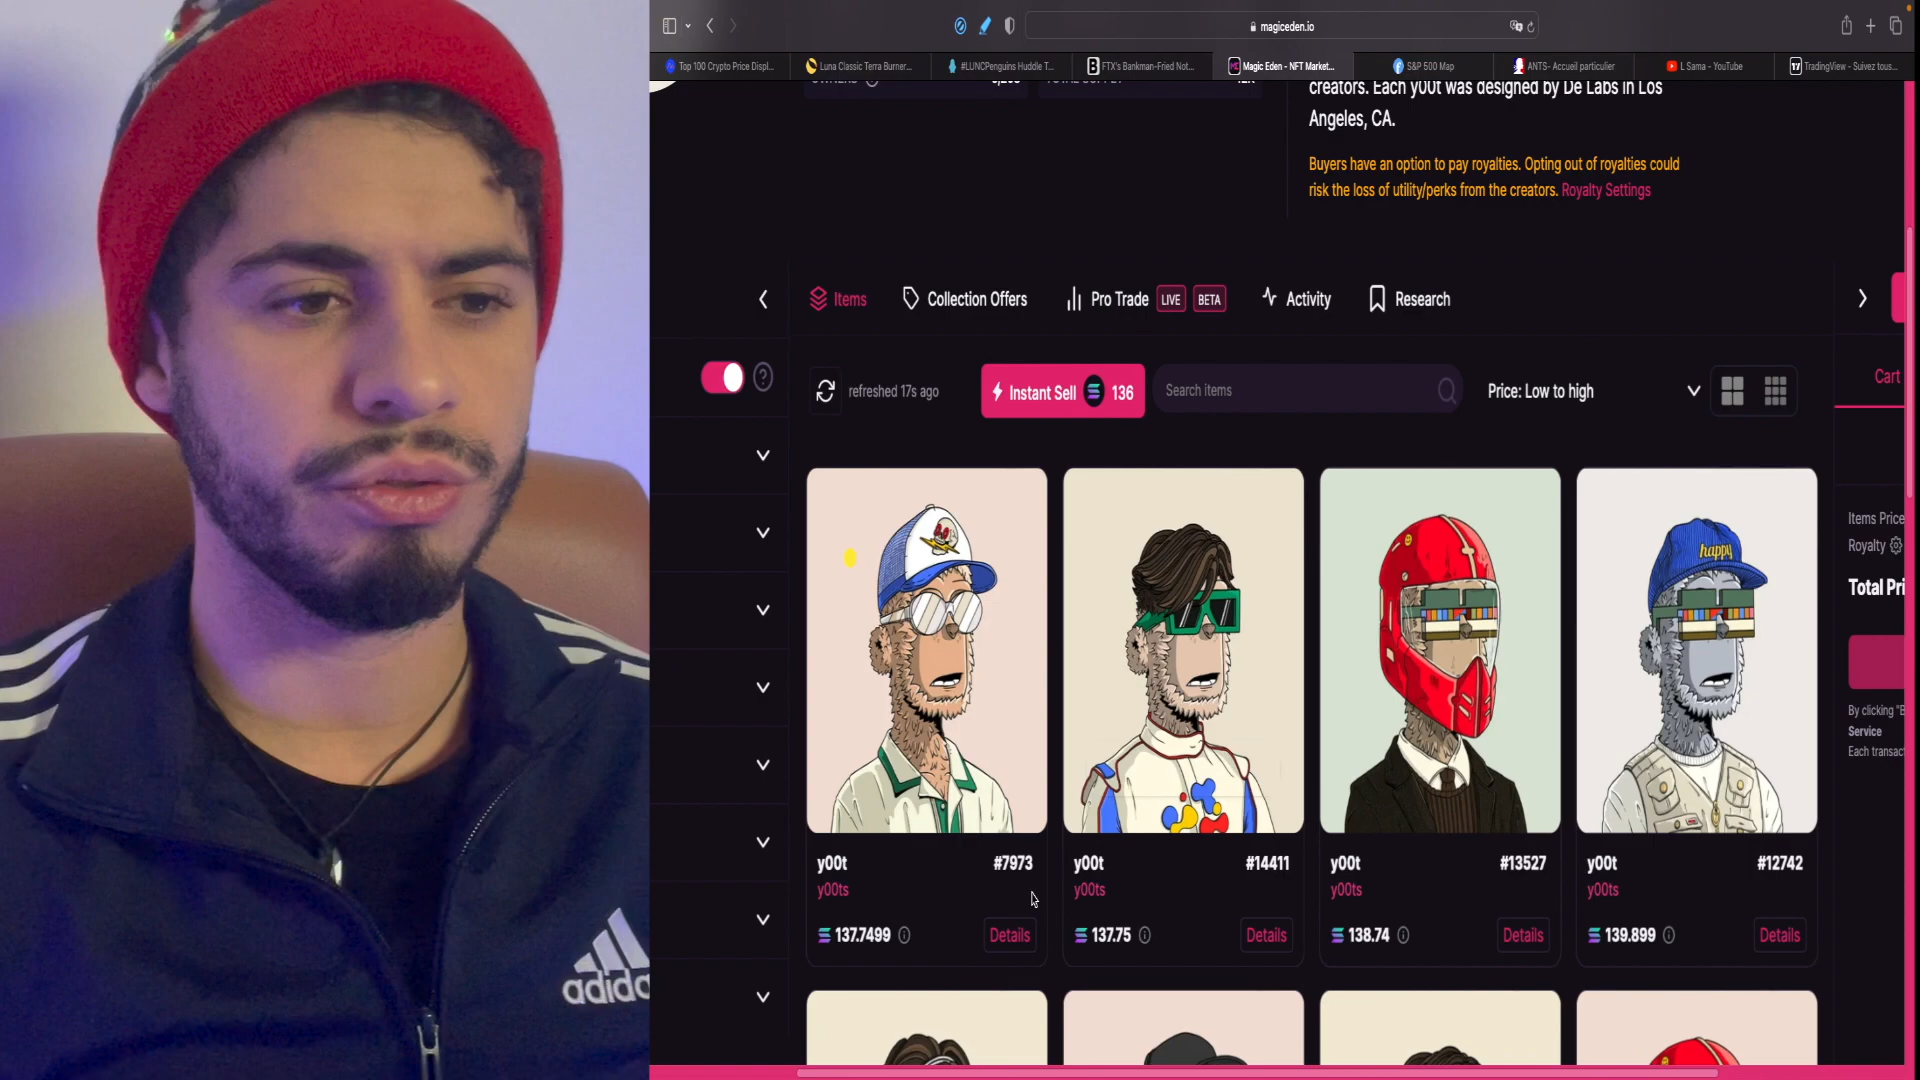 magiceden.io
Top 100 Crypto Price Displ...
Luna Classic Terra Burner...
#LUNCPenguins Huddle T...
FTX's Bankman-Fried Not...
Magic Eden - NFT Market...
S&P 500 Map
ANTS- Accueil particulier
L Sama - YouTube
TradingView - Suivez tous...
creators. Each y00t was designed by De Labs in Los
Angeles, CA.
Buyers have an option to pay royalties. Opting out of royalties could
risk the loss of utility/perks from the creators. Royalty Settings
Items
Collection Offers
Pro Trade LIVE BETA
Activity
Research
refreshed 17s ago
Instant Sell 136
Search items
Price: Low to high
Cart
Items Price
Royalty
Total Pri
By clicking "B
Service
Each transac
happy
y00t #7973
y00ts
137.7499 Details
y00t #14411
y00ts
137.75 Details
y00t #13527
y00ts
138.74 Details
y00t #12742
y00ts
139.899 Details
adidas